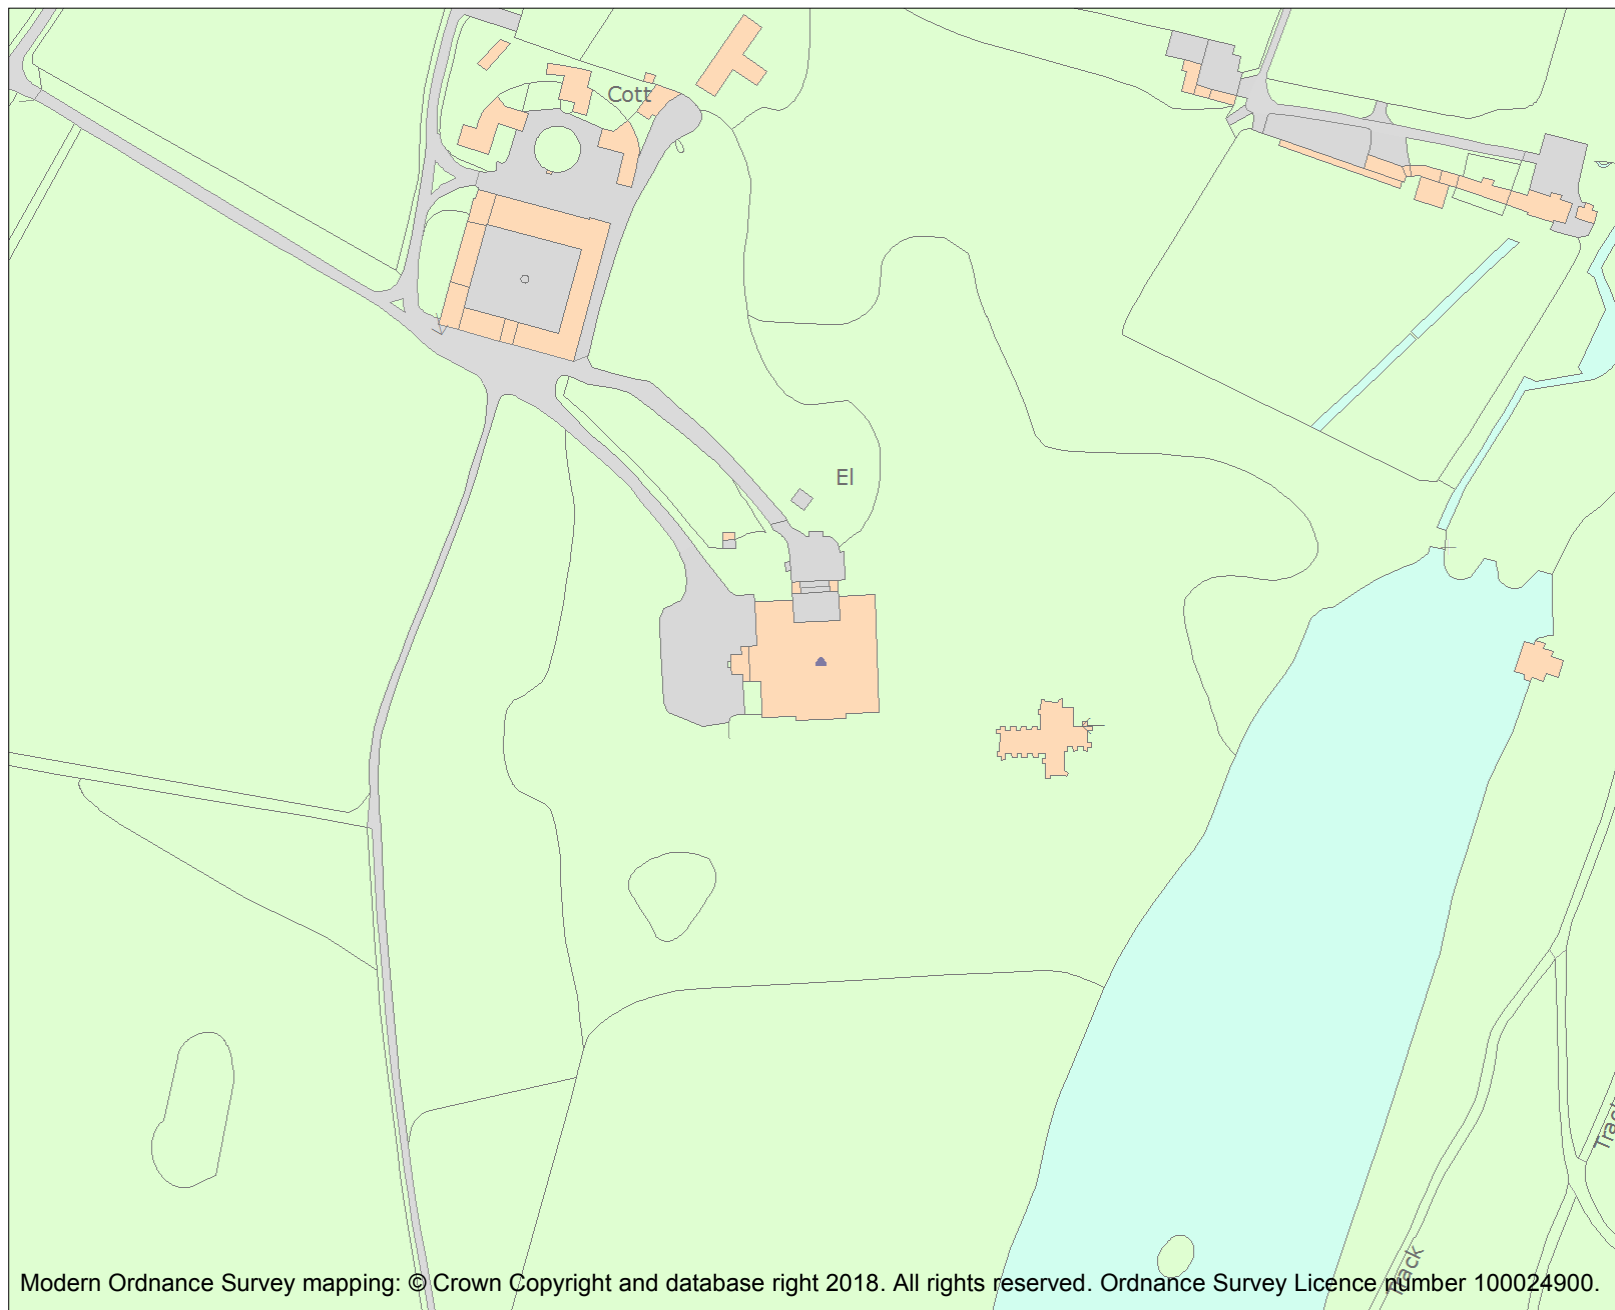 Cott
El
Track
Modern Ordnance Survey mapping: © Crown Copyright and database right 2018. All rights reserved. Ordnance Survey Licence number 100024900.